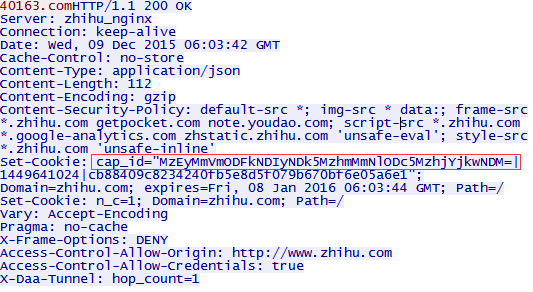 40163.comHTTP/1.1 200 OK
Server: zhihu_nginx
Connection: keep-alive
Date: Wed, 09 Dec 2015 06:03:42 GMT
Cache-Control: no-store
Content-Type: application/json
Content-Length: 112
Content-Encoding: gzip
Content-Security-Policy: default-src *; img-src * data:; frame-src
*.zhihu.com getpocket.com note.youdao.com; script-src *.zhihu.com
*.google-analytics.com zhstatic.zhihu.com 'unsafe-eval'; style-src
*.zhihu.com 'unsafe-inline'
Set-Cookie: cap_id="MzEyMmVmODFkNDIyNDk5MzhmMmNlODc5MzhjYjkwNDM=|
1449641024|cb88409c8234240fb5e8d5f079b670bf6e05a6e1";
Domain=zhihu.com; expires=Fri, 08 Jan 2016 06:03:44 GMT; Path=/
Set-Cookie: n_c=1; Domain=zhihu.com; Path=/
Vary: Accept-Encoding
Pragma: no-cache
X-Frame-Options: DENY
Access-Control-Allow-Origin: http://www.zhihu.com
Access-Control-Allow-Credentials: true
X-Daa-Tunnel: hop_count=1